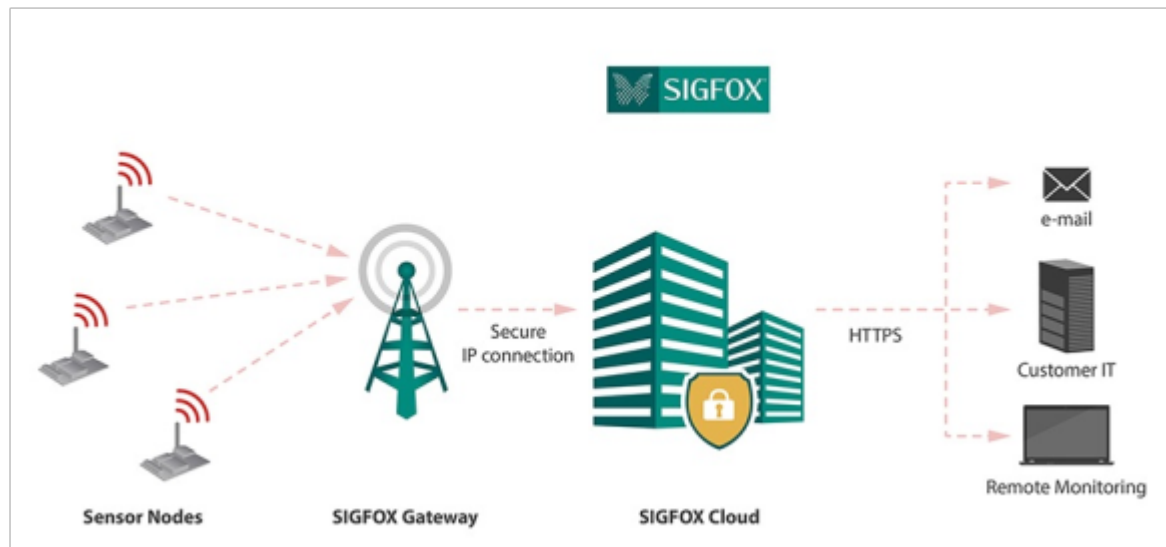 SIGFOX
e-mail
Secure
IP connection
HTTPS
Customer IT
Remote Monitoring
Sensor Nodes
SIGFOX Gateway
SIGFOX Cloud